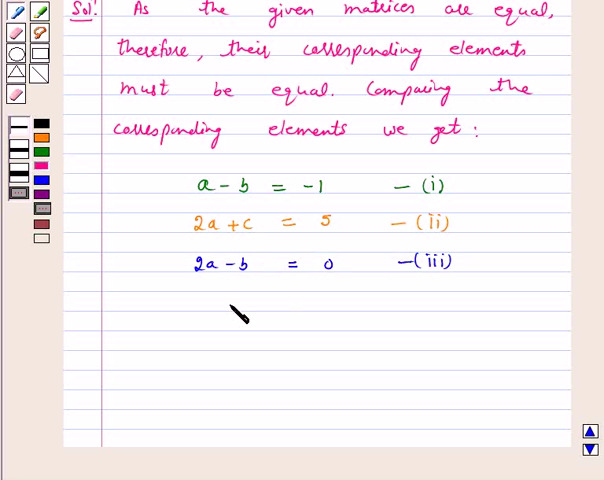 Sol! As the given matrices are equal,
therefore, their corresponding elements
must be equal. Comparing the
corresponding elements we get :
a - b = -1 - (i)
2a + c = 5 - (ii)
2a - b = 0 - (iii)